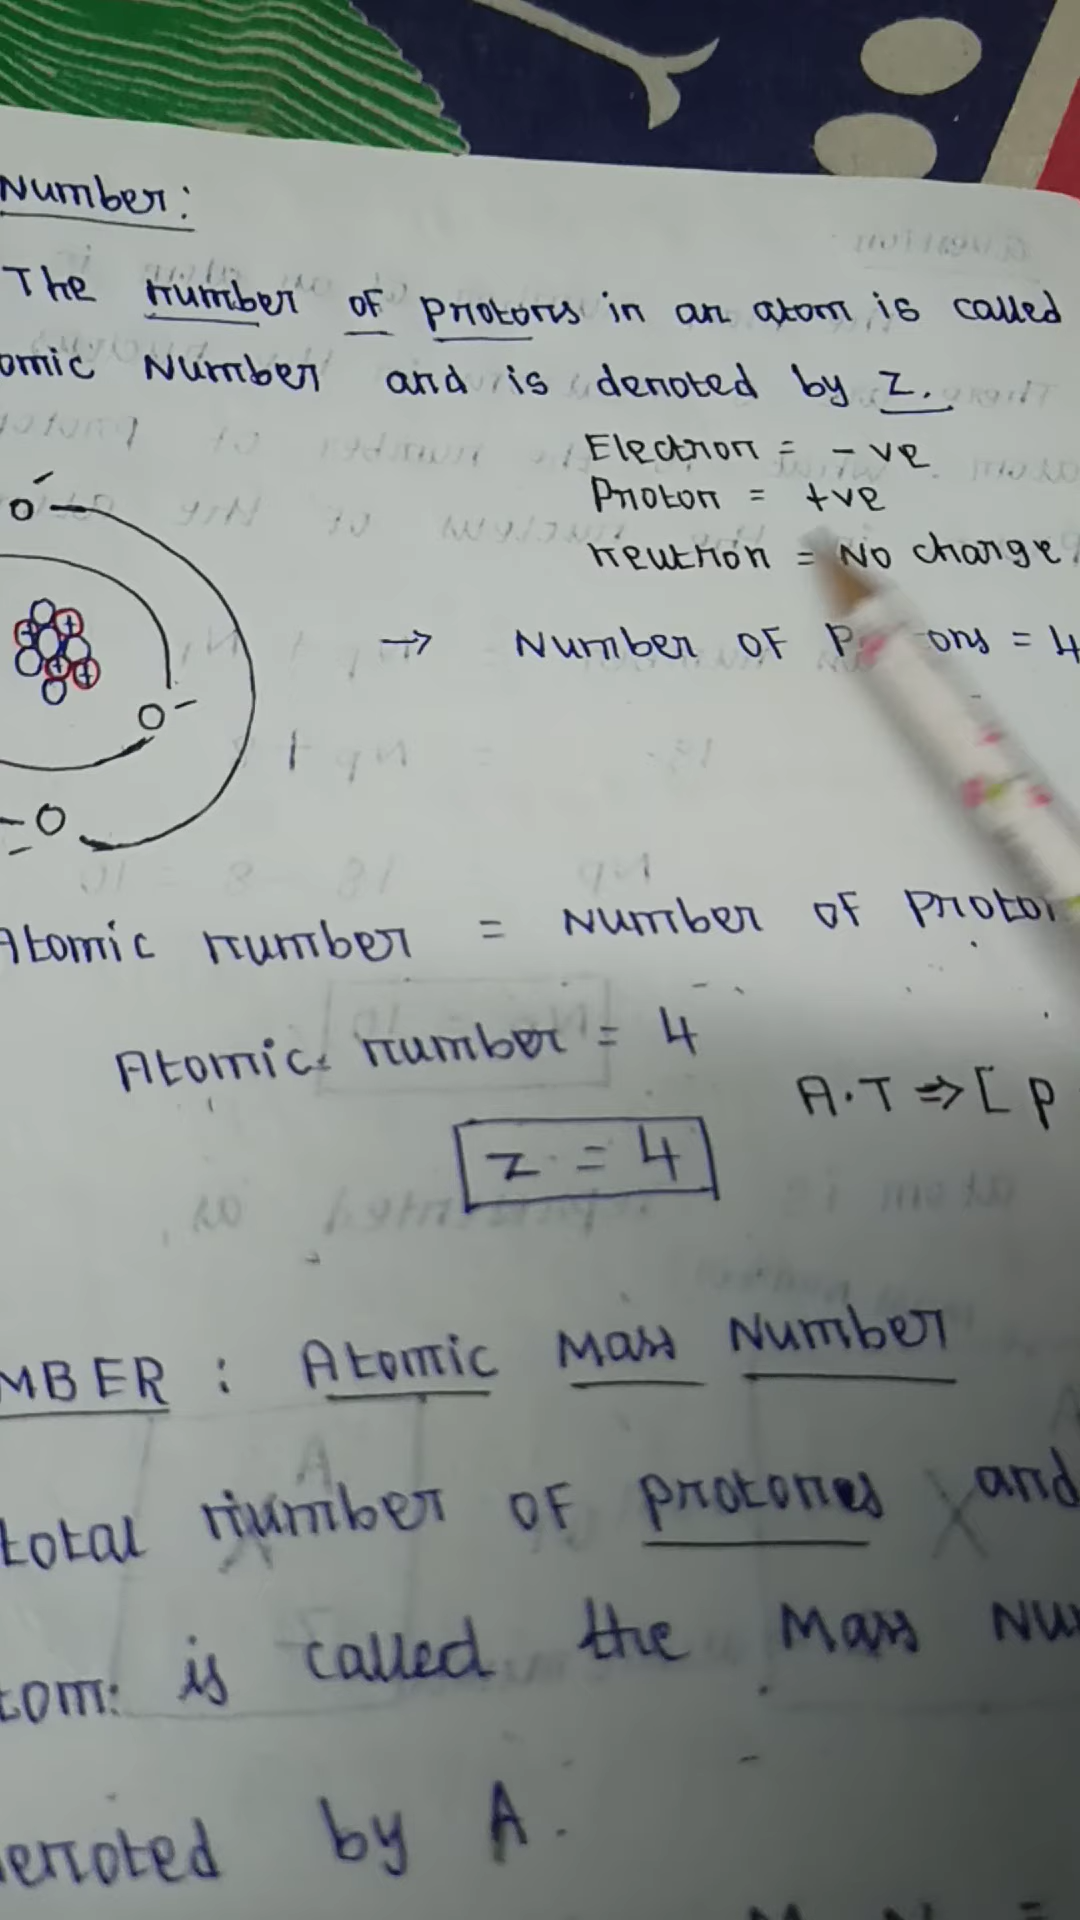 Number:
The number of protons in an atom is called
omic Number and is denoted by Z.
Electron = -ve
Proton = +ve
neutron = No charge
→ Number of P ons = 4
Atomic number = Number of proto
Atomic number = 4
A.T ⇒ [ P
Z = 4
MBER : Atomic Mass Number
total number of protones and
tom: is called the Mass Nu
enoted by A.